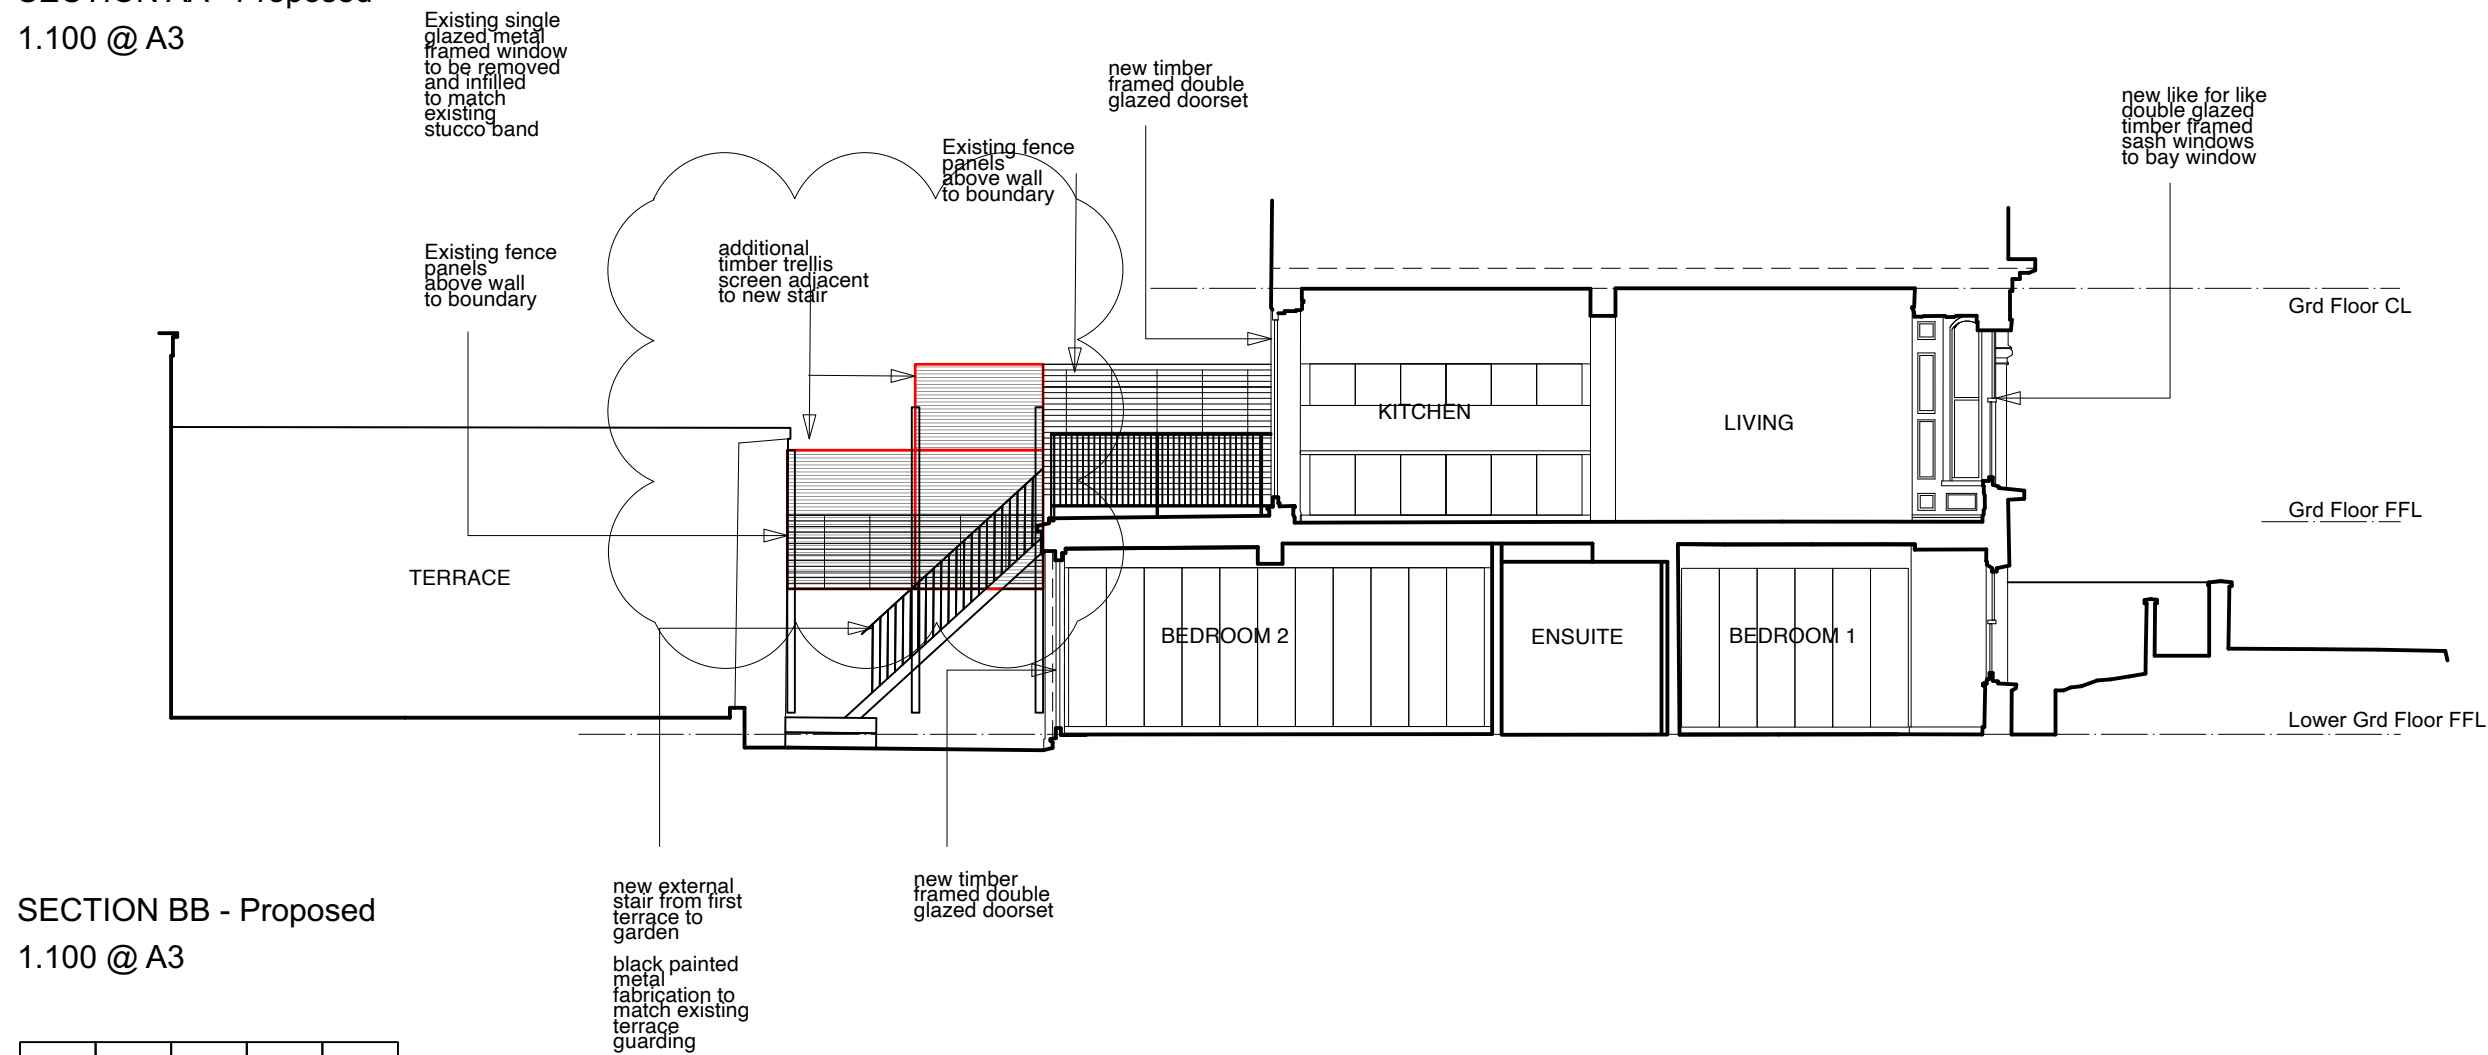 SECTION AA - Proposed
1.100 @ A3
Existing single
glazed metal
framed window
to be removed
and infilled
to match
existing
stucco band
new timber
framed double
glazed doorset
new like for like
double glazed
timber framed
sash windows
to bay window
Existing fence
panels
above wall
to boundary
Existing fence
panels
above wall
to boundary
additional
timber trellis
screen adjacent
to new stair
Grd Floor CL
KITCHEN
LIVING
Grd Floor FFL
TERRACE
BEDROOM 2
ENSUITE
BEDROOM 1
Lower Grd Floor FFL
new external
stair from first
terrace to
garden
black painted
metal
fabrication to
match existing
terrace
guarding
new timber
framed double
glazed doorset
SECTION BB - Proposed
1.100 @ A3